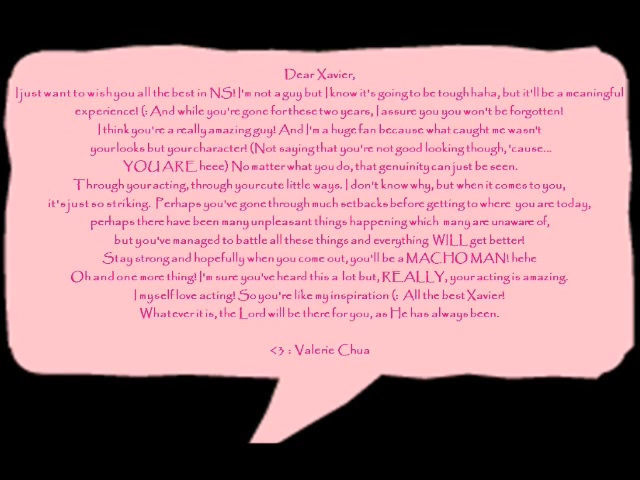 Dear Xavier,
I just want to wish you all the best in NS! I'm not a guy but I know it's going to be tough haha, but it'll be a meaningful
experience! (: And while you're gone for these two years, I assure you you won't be forgotten!
I think you're a really amazing guy! And I'm a huge fan because what caught me wasn't
your looks but your character! (Not saying that you're not good looking though, 'cause...
YOU ARE heee) No matter what you do, that genuinity can just be seen.
Through your acting, through your cute little ways. I don't know why, but when it comes to you,
it's just so striking. Perhaps you've gone through much setbacks before getting to where you are today,
perhaps there have been many unpleasant things happening which many are unaware of,
but you've managed to battle all these things and everything WILL get better!
Stay strong and hopefully when you come out, you'll be a MACHO MAN! hehe
Oh and one more thing! I'm sure you've heard this a lot but, REALLY, your acting is amazing.
I myself love acting! So you're like my inspiration (: All the best Xavier!
Whatever it is, the Lord will be there for you, as He has always been.
<3 : Valerie Chua